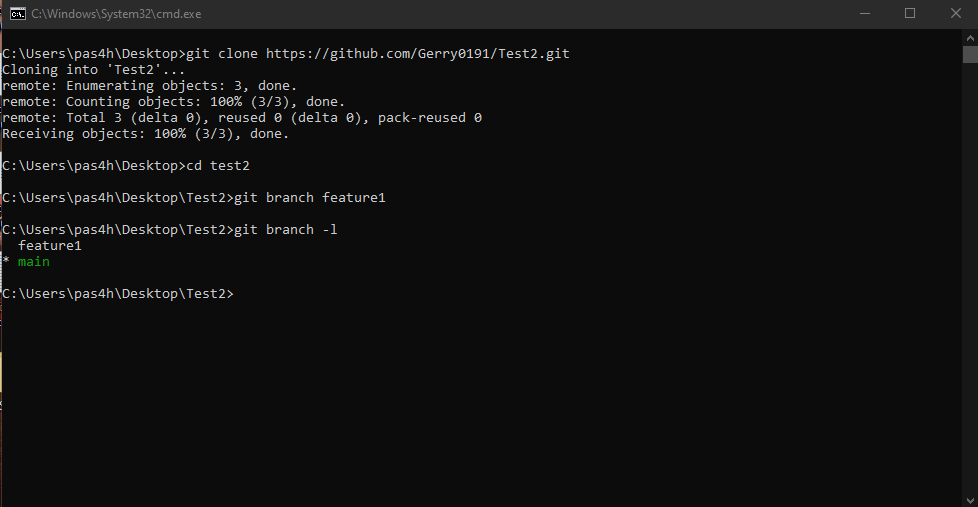 C:\Windows\System32\cmd.exe
C:\Users\pas4h\Desktop>git clone https://github.com/Gerry0191/Test2.git
Cloning into 'Test2'...
remote: Enumerating objects: 3, done.
remote: Counting objects: 100% (3/3), done.
remote: Total 3 (delta 0), reused 0 (delta 0), pack-reused 0
Receiving objects: 100% (3/3), done.
C:\Users\pas4h\Desktop>cd test2
C:\Users\pas4h\Desktop\Test2>git branch feature1
C:\Users\pas4h\Desktop\Test2>git branch -l
  feature1
* main
C:\Users\pas4h\Desktop\Test2>